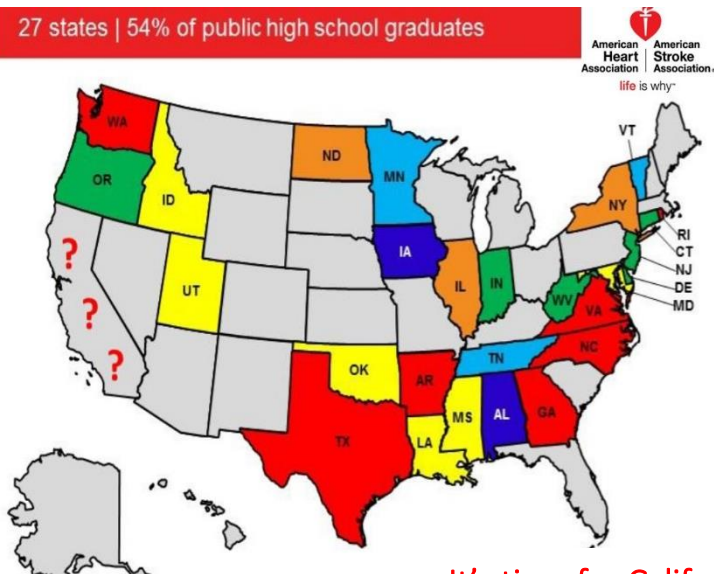 27 states | 54% of public high school graduates
American Heart Association
American Stroke Association®
life is why™
WA
OR
ID
UT
ND
MN
IA
IL
IN
WV
VA
NC
TN
OK
AR
TX
LA
MS
AL
GA
NY
VT
RI
CT
NJ
DE
MD
?
?
?